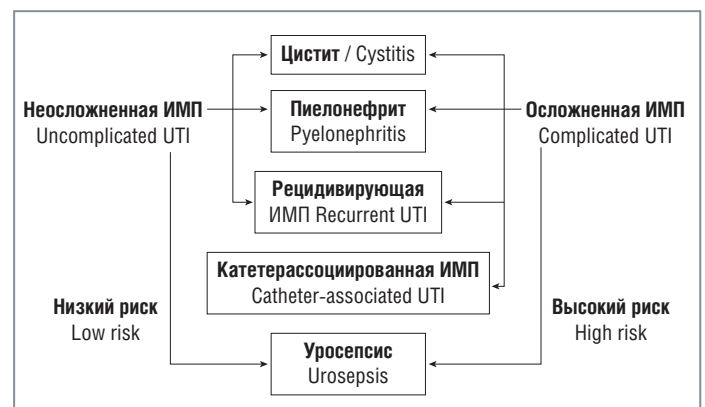 Цистит / Cystitis
Неосложненная ИМП
Uncomplicated UTI
Пиелонефрит
Pyelonephritis
Осложненная ИМП
Complicated UTI
Рецидивирующая
ИМП Recurrent UTI
Катетерассоциированная ИМП
Catheter-associated UTI
Низкий риск
Low risk
Высокий риск
High risk
Уросепсис
Urosepsis